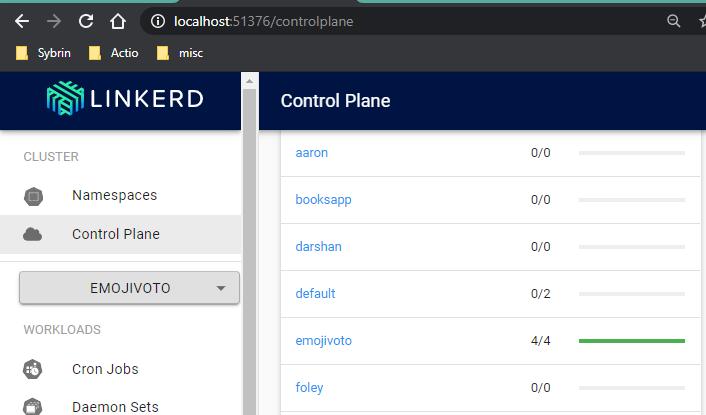 localhost:51376/controlplane
Sybrin Actio misc
LINKERD
Control Plane
CLUSTER
Namespaces
Control Plane
EMOJIVOTO
WORKLOADS
Cron Jobs
Daemon Sets
aaron 0/0
booksapp 0/0
darshan 0/0
default 0/2
emojivoto 4/4
foley 0/0